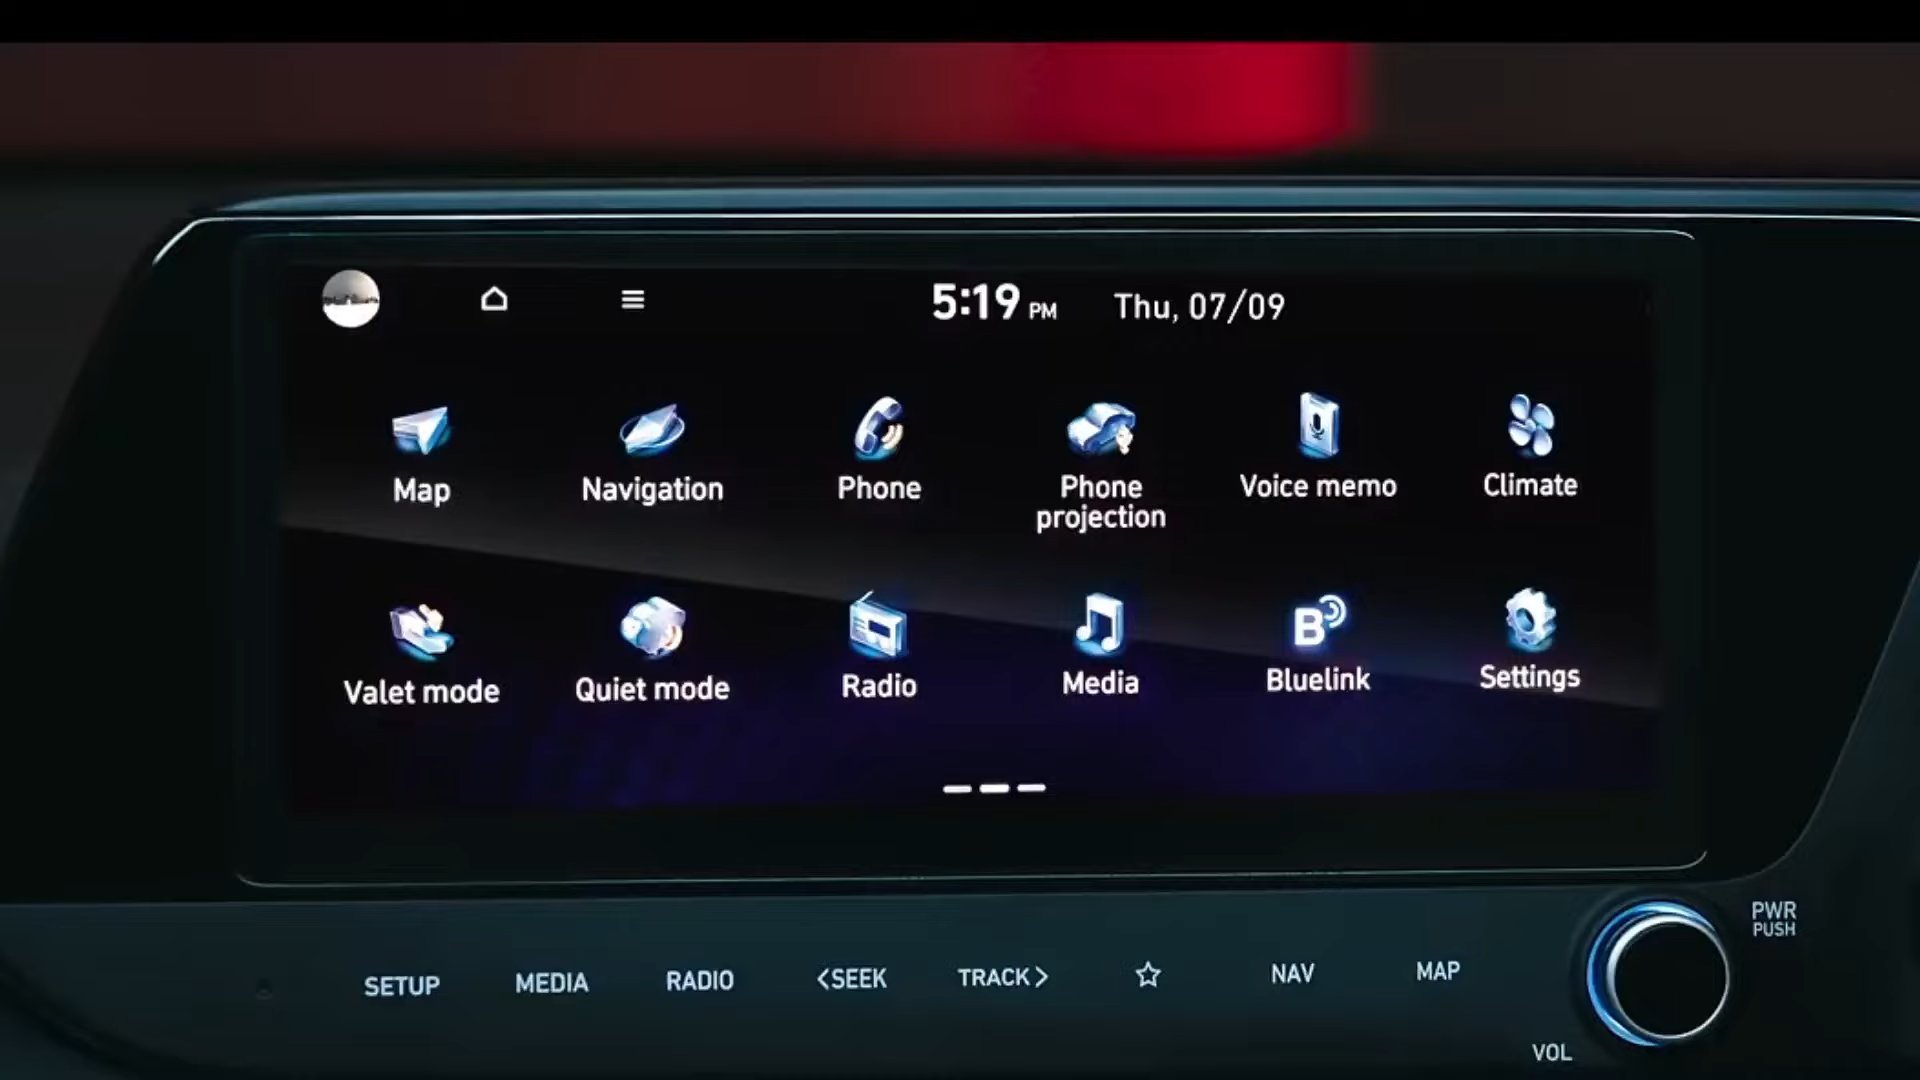 5:19 PM Thu, 07/09
Map Navigation Phone Phone projection Voice memo Climate
Valet mode Quiet mode Radio Media Bluelink Settings
PWR
PUSH
SETUP MEDIA RADIO <SEEK TRACK> ☆ NAV MAP
VOL